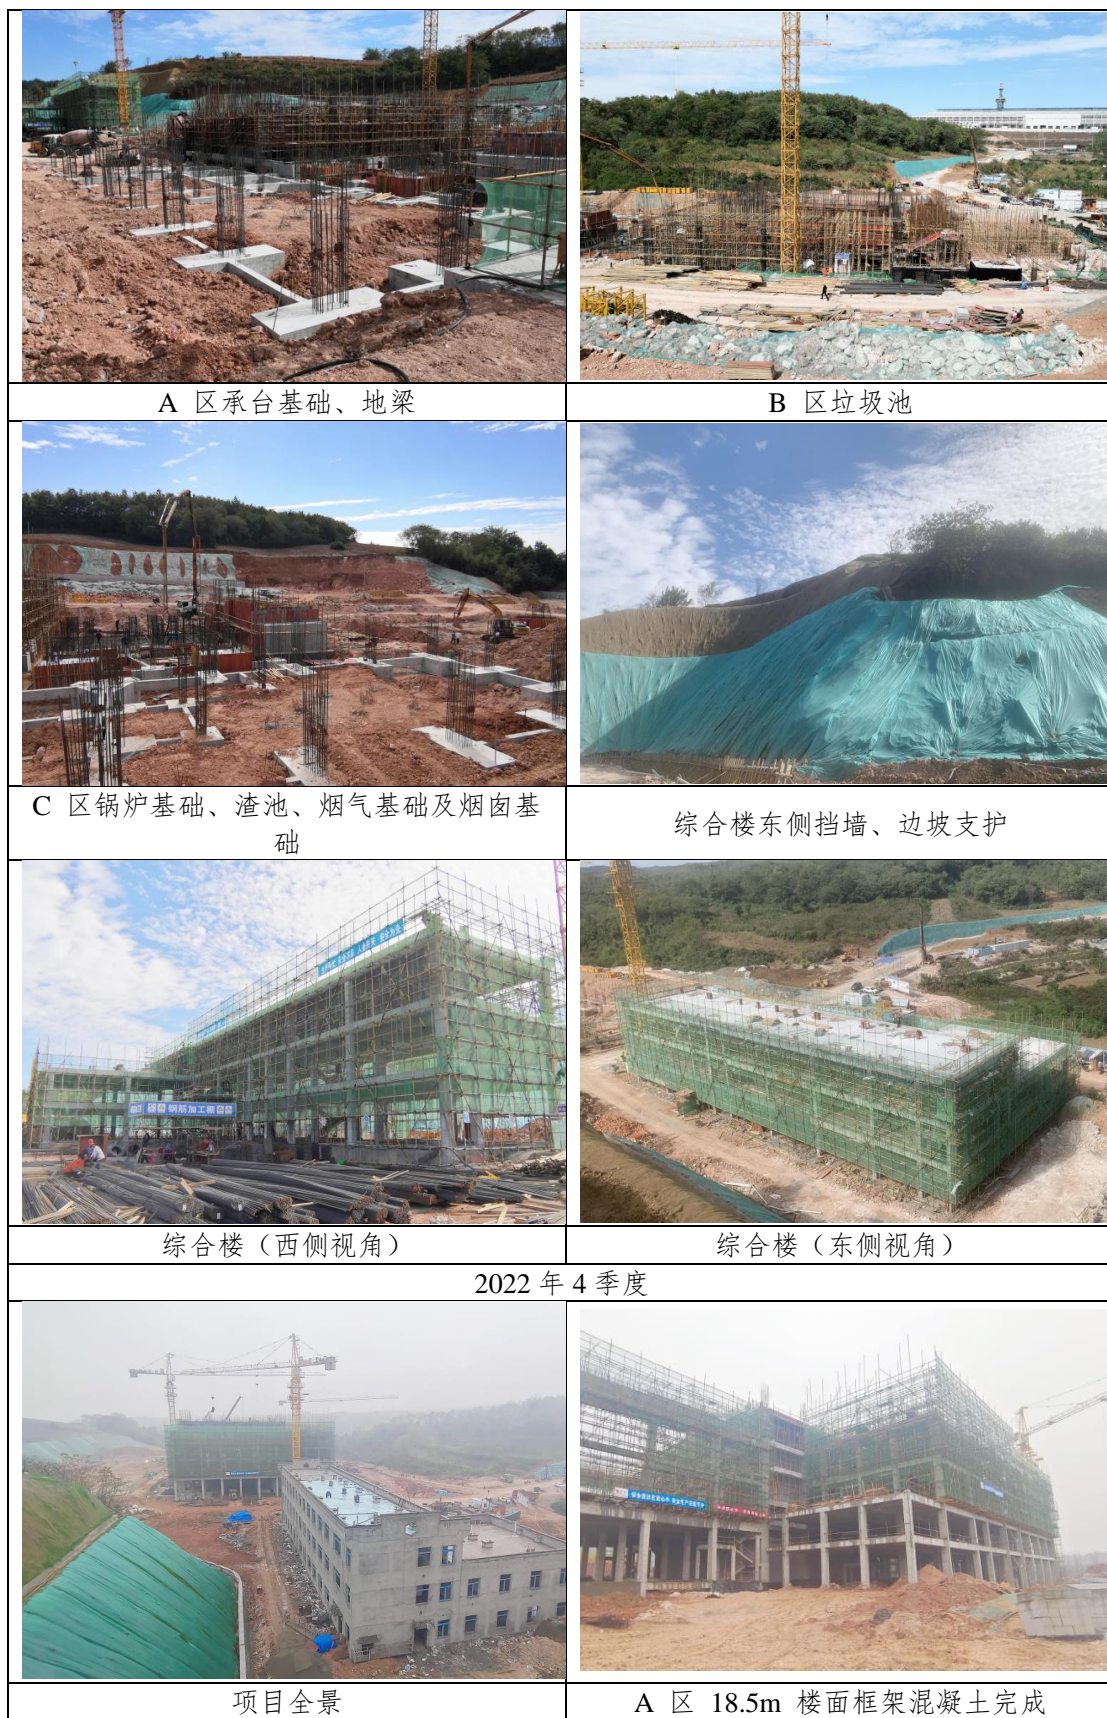 A 区承台基础、地梁
B 区垃圾池
C 区锅炉基础、渣池、烟气基础及烟囱基
础
综合楼东侧挡墙、边坡支护
钢筋加工棚
综合楼（西侧视角）
综合楼（东侧视角）
2022 年 4 季度
项目全景
A 区 18.5m 楼面框架混凝土完成